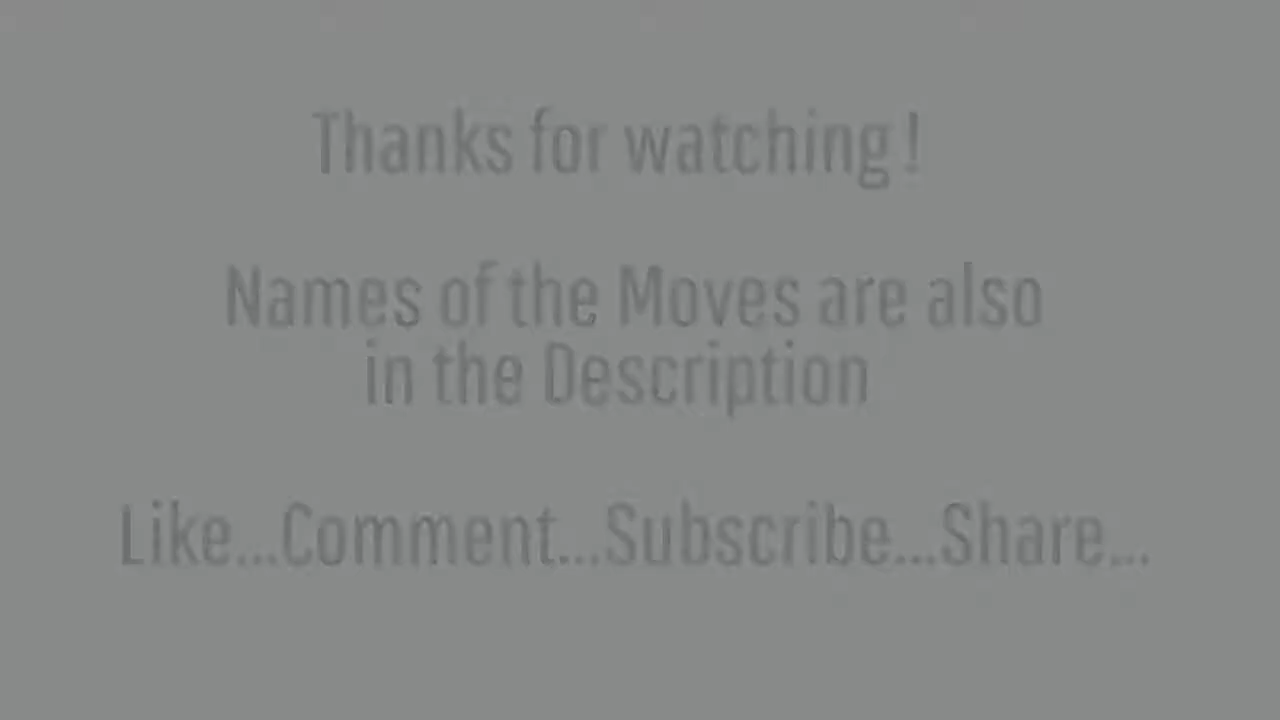 Thanks for watching!
Names of the Moves are also
in the Description
Like...Comment...Subscribe...Share...